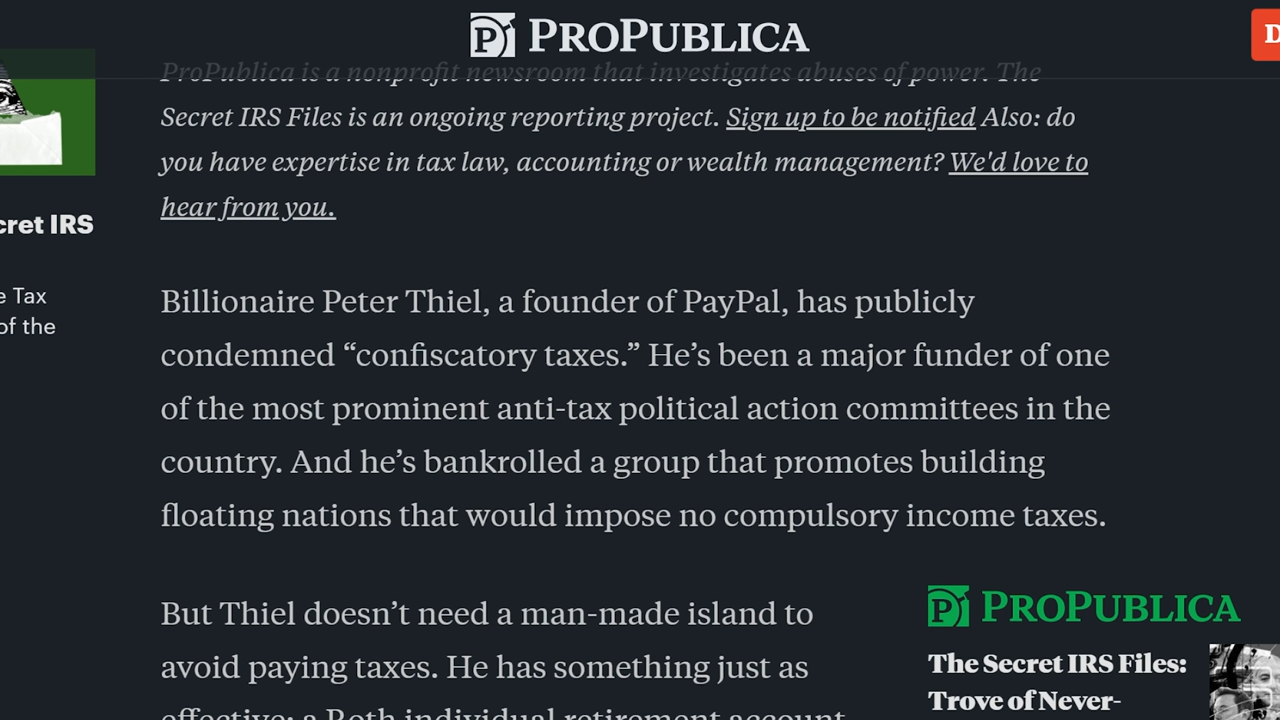 PROPUBLICA
D
ProPublica is a nonprofit newsroom that investigates abuses of power. The
Secret IRS Files is an ongoing reporting project. Sign up to be notified Also: do
you have expertise in tax law, accounting or wealth management? We'd love to
hear from you.
cret IRS
e Tax
of the
Billionaire Peter Thiel, a founder of PayPal, has publicly
condemned “confiscatory taxes.” He’s been a major funder of one
of the most prominent anti-tax political action committees in the
country. And he’s bankrolled a group that promotes building
floating nations that would impose no compulsory income taxes.
But Thiel doesn’t need a man-made island to
avoid paying taxes. He has something just as
effective: a Roth individual retirement account
PROPUBLICA
The Secret IRS Files:
Trove of Never-